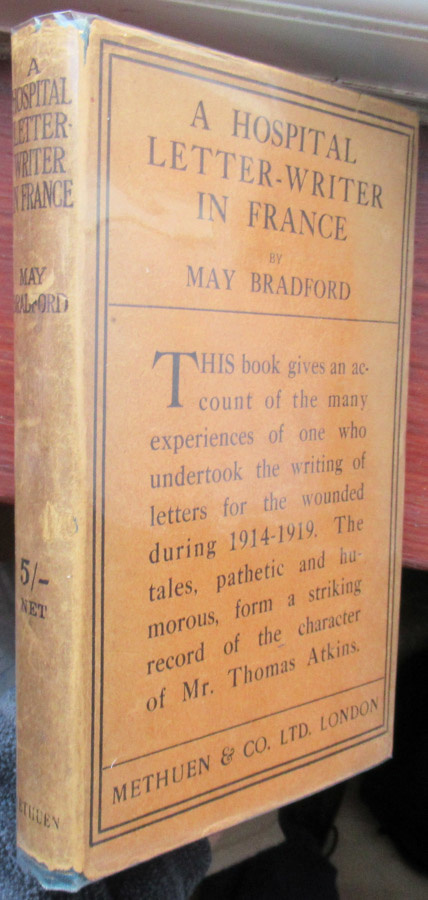 A
HOSPITAL
LETTER-
WRITER
IN FRANCE
MAY
BRADFORD
5/-
NET
METHUEN
A HOSPITAL
LETTER-WRITER
IN FRANCE
BY
MAY BRADFORD
THIS book gives an ac-
count of the many
experiences of one who
undertook the writing of
letters for the wounded
during 1914-1919. The
tales, pathetic and hu-
morous, form a striking
record of the character
of Mr. Thomas Atkins.
METHUEN & CO. LTD. LONDON